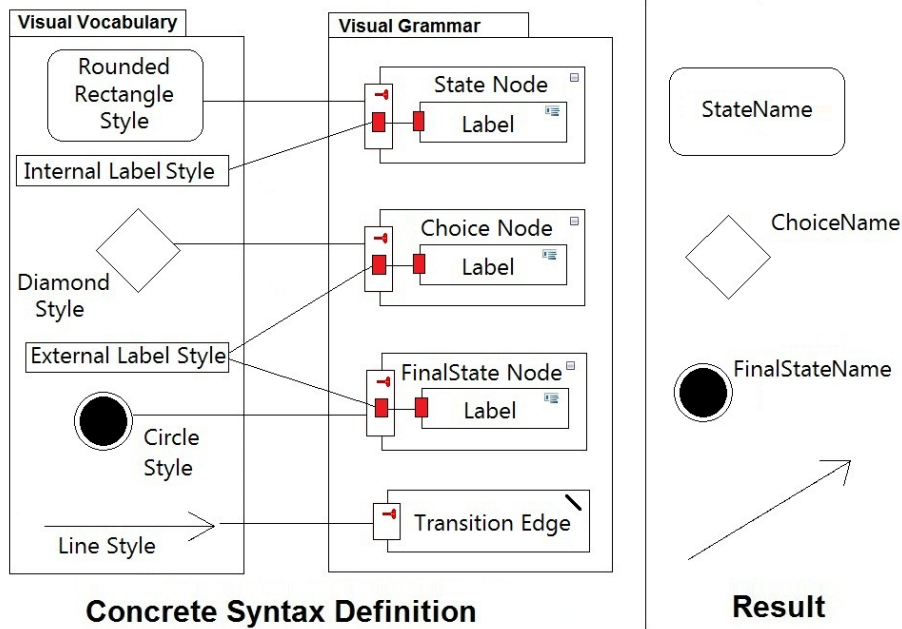 Visual Vocabulary
Rounded
Rectangle
Style
Internal Label Style
Diamond
Style
External Label Style
Circle
Style
Line Style
Visual Grammar
State Node
Label
Choice Node
Label
FinalState Node
Label
Transition Edge
Concrete Syntax Definition
StateName
ChoiceName
FinalStateName
Result